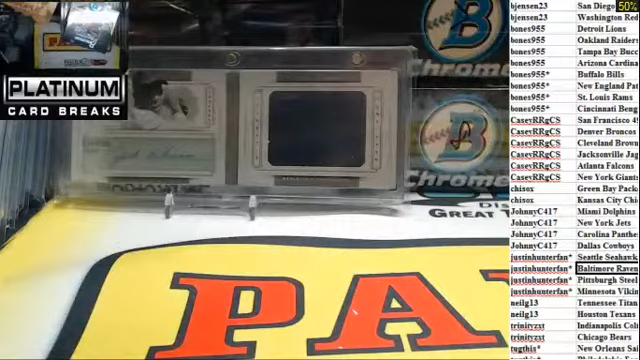 PLATINUM
CARD BREAKS
Chrome
Chrome
GREAT
PA
50%
bjensen23 San Diego
bjensen23 Washington Red
bones955 Detroit Lions
bones955 Oakland Raiders
bones955 Tampa Bay Bucc
bones955 Arizona Cardina
bones955* Buffalo Bills
bones955* New England Pat
bones955* St. Louis Rams
bones955* Cincinnati Beng
CaseyRRgCS San Francisco 49
CaseyRRgCS Denver Broncos
CaseyRRgCS Cleveland Brown
CaseyRRgCS Jacksonville Jag
CaseyRRgCS Atlanta Falcons
CaseyRRgCS New York Giants
chisox Green Bay Pack
chisox Kansas City Chi
JohnnyC417 Miami Dolphins
JohnnyC417 New York Jets
JohnnyC417 Carolina Panthe
JohnnyC417 Dallas Cowboys
justinhunterfan* Seattle Seahawk
justinhunterfan* Baltimore Raven
justinhunterfan* Pittsburgh Steel
justinhunterfan* Minnesota Vikin
neilg13 Tennessee Titan
neilg13 Houston Texans
trinityzxt Indianapolis Col
trinityzxt Chicago Bears
tugthis* New Orleans Sai